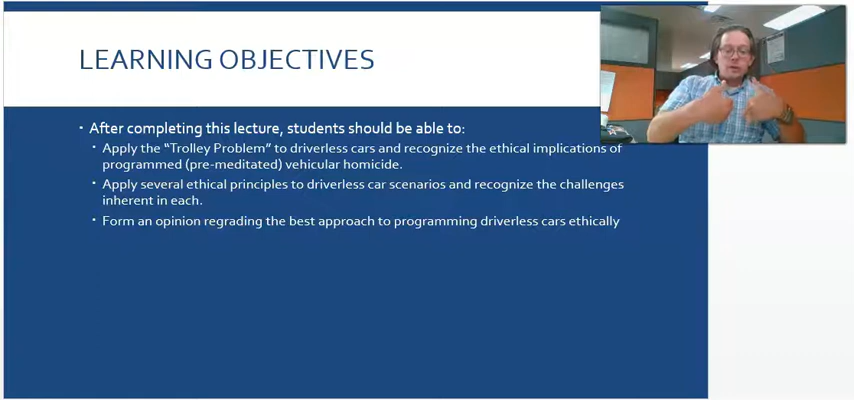 LEARNING OBJECTIVES
• After completing this lecture, students should be able to:
• Apply the “Trolley Problem” to driverless cars and recognize the ethical implications of
programmed (pre-meditated) vehicular homicide.
• Apply several ethical principles to driverless car scenarios and recognize the challenges
inherent in each.
• Form an opinion regrading the best approach to programming driverless cars ethically